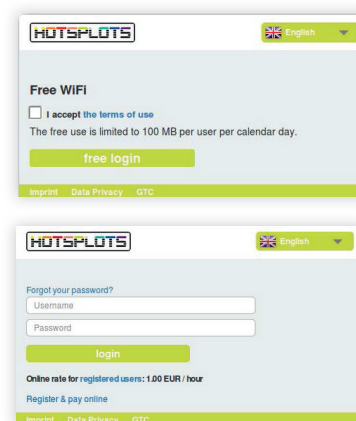 HOTSPLOTS
English
Free WiFi
I accept the terms of use
The free use is limited to 100 MB per user per calendar day.
free login
Imprint Data Privacy GTC
HOTSPLOTS
English
Forgot your password?
Username
Password
login
Online rate for registered users: 1.00 EUR / hour
Register & pay online
Imprint Data Privacy GTC